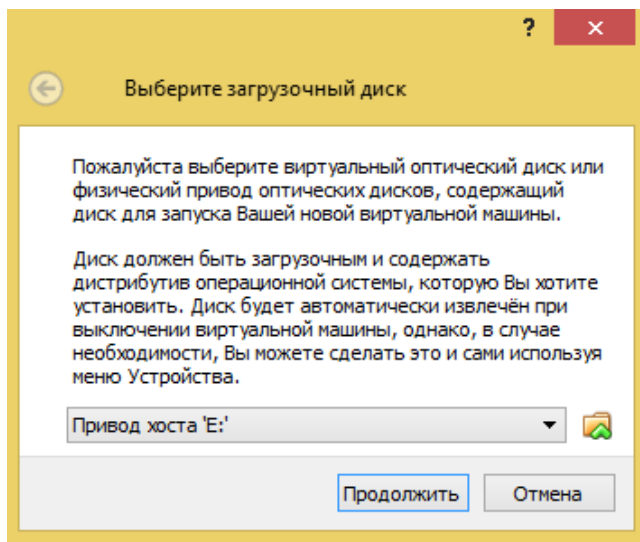 ?
Выберите загрузочный диск
Пожалуйста выберите виртуальный оптический диск или
физический привод оптических дисков, содержащий
диск для запуска Вашей новой виртуальной машины.
Диск должен быть загрузочным и содержать
дистрибутив операционной системы, которую Вы хотите
установить. Диск будет автоматически извлечён при
выключении виртуальной машины, однако, в случае
необходимости, Вы можете сделать это и сами используя
меню Устройства.
Привод хоста 'E:'
Продолжить
Отмена